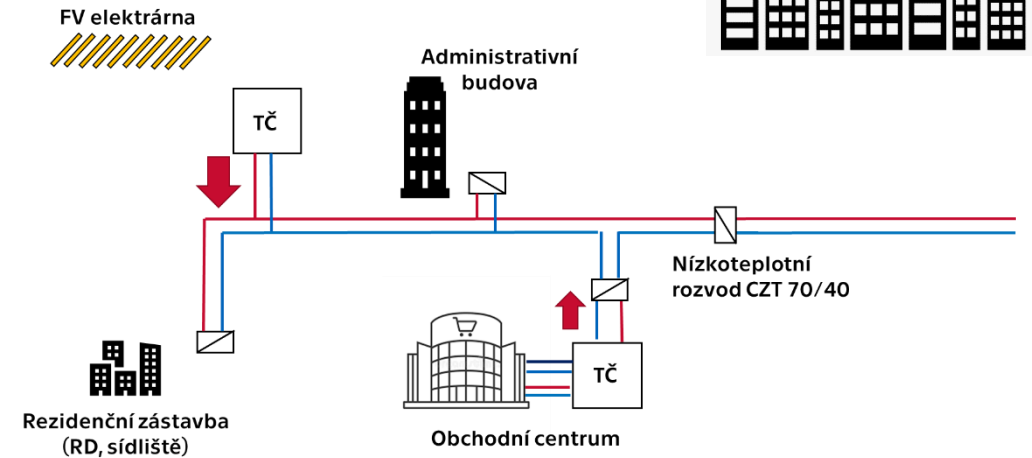 FV elektrárna
Administrativní
budova
TČ
Nízkoteplotní
rozvod CZT 70/40
TČ
Rezidenční zástavba
(RD, sídliště)
Obchodní centrum